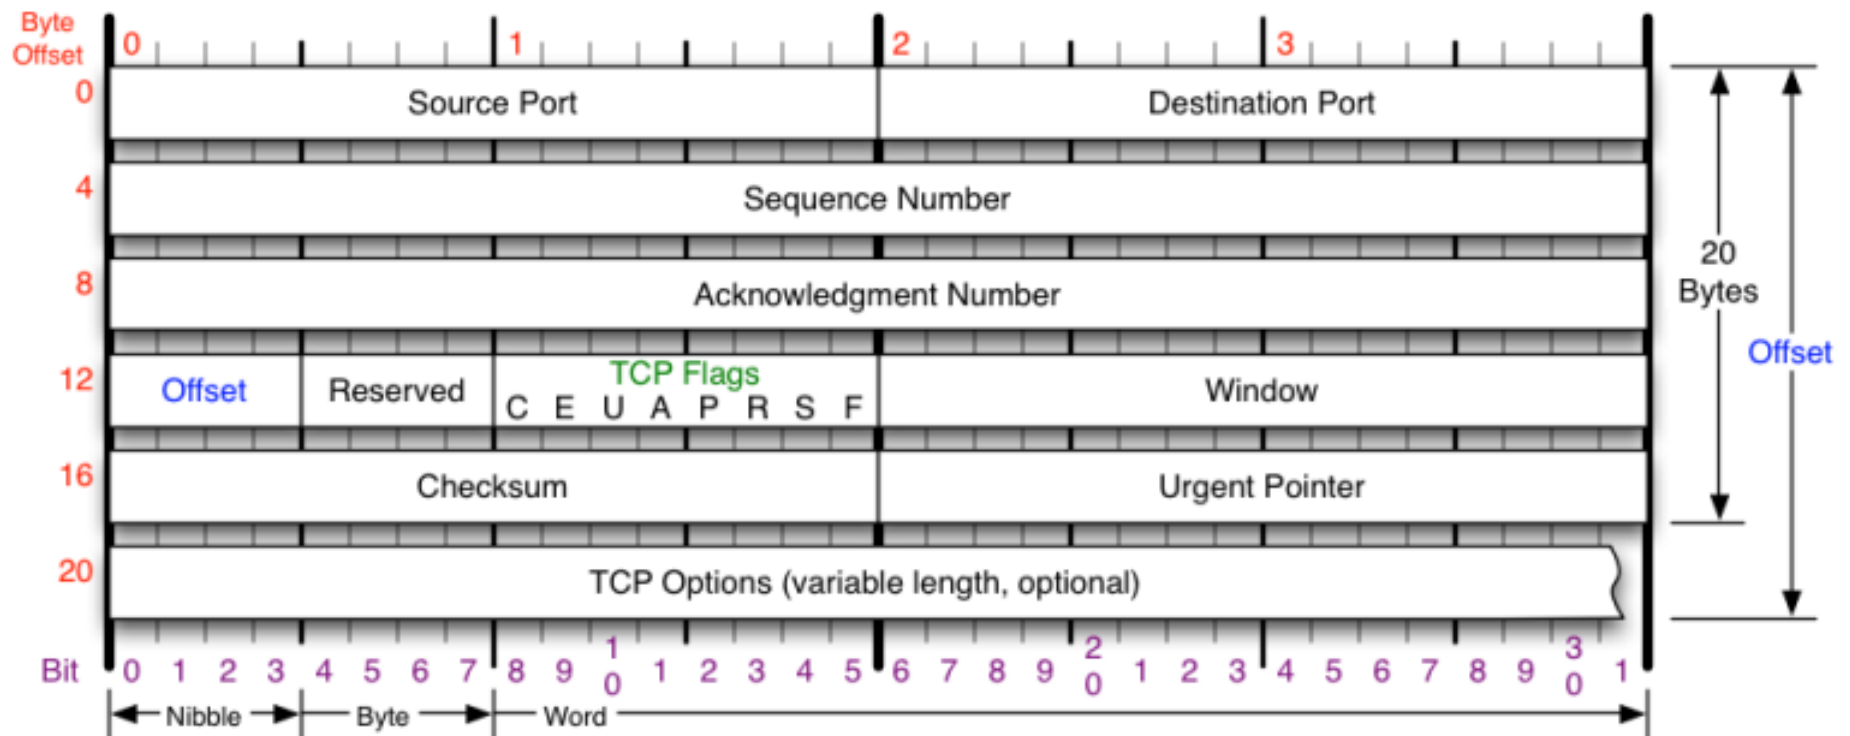 Byte
Offset
0 1 2 3
0 Source Port Destination Port
4 Sequence Number
8 Acknowledgment Number
20
Bytes
Offset
12 Offset Reserved TCP Flags Window
C E U A P R S F
16 Checksum Urgent Pointer
20 TCP Options (variable length, optional)
Bit 0 1 2 3 4 5 6 7 8 9 10 1 2 3 4 5 6 7 8 9 20 1 2 3 4 5 6 7 8 9 30 1
Nibble Byte Word